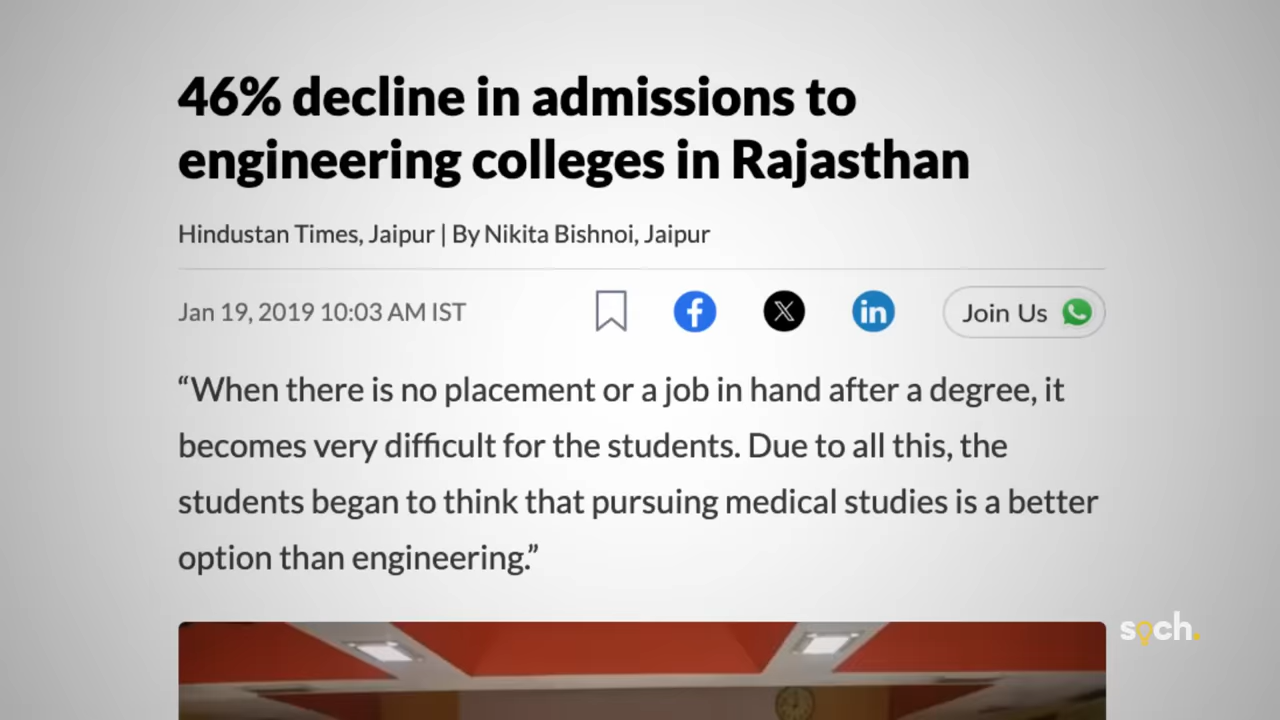 46% decline in admissions to
engineering colleges in Rajasthan
Hindustan Times, Jaipur | By Nikita Bishnoi, Jaipur
Jan 19, 2019 10:03 AM IST
Join Us
“When there is no placement or a job in hand after a degree, it
becomes very difficult for the students. Due to all this, the
students began to think that pursuing medical studies is a better
option than engineering.”
soch.